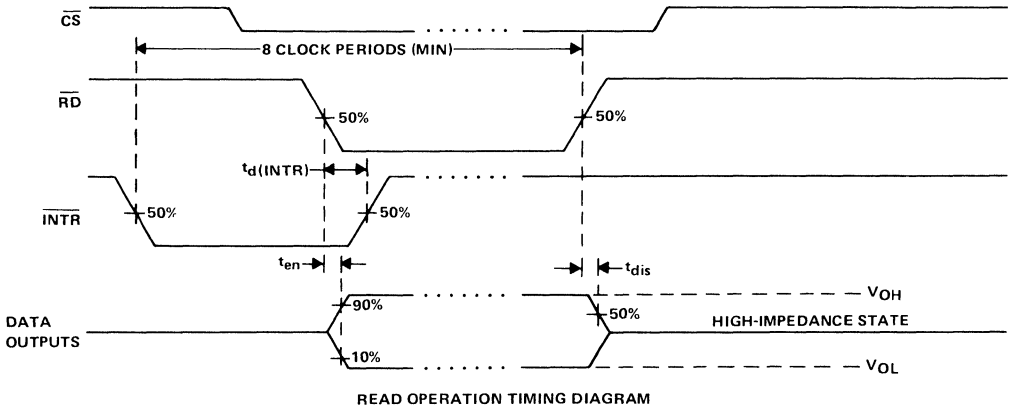 CS
8 CLOCK PERIODS (MIN)
RD
50%
50%
td(INTR)
INTR
50%
50%
ten
tdis
DATA
OUTPUTS
90%
10%
50%
VOH
HIGH-IMPEDANCE STATE
VOL
READ OPERATION TIMING DIAGRAM